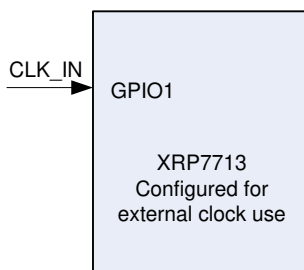 CLK_IN
GPIO1
XRP7713
Configured for
external clock use